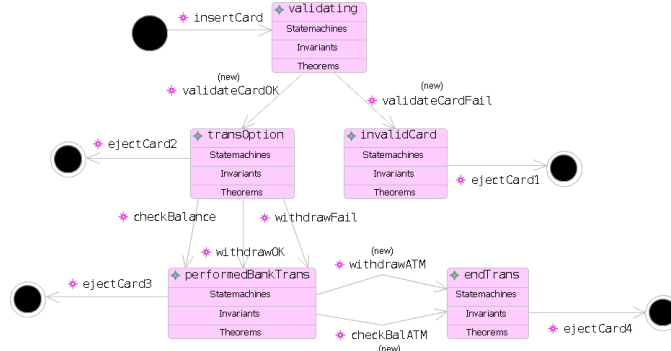 validating
insertCard
Statemachines
Invariants
Theorems
(new)
validateCardOK
(new)
validateCardFail
transOption
Statemachines
Invariants
Theorems
invalidCard
Statemachines
Invariants
Theorems
ejectCard2
ejectCard1
checkBalance
withdrawFail
withdrawOK
(new)
withdrawATM
performedBankTrans
Statemachines
Invariants
Theorems
endTrans
Statemachines
Invariants
Theorems
ejectCard3
ejectCard4
checkBalATM
(new)